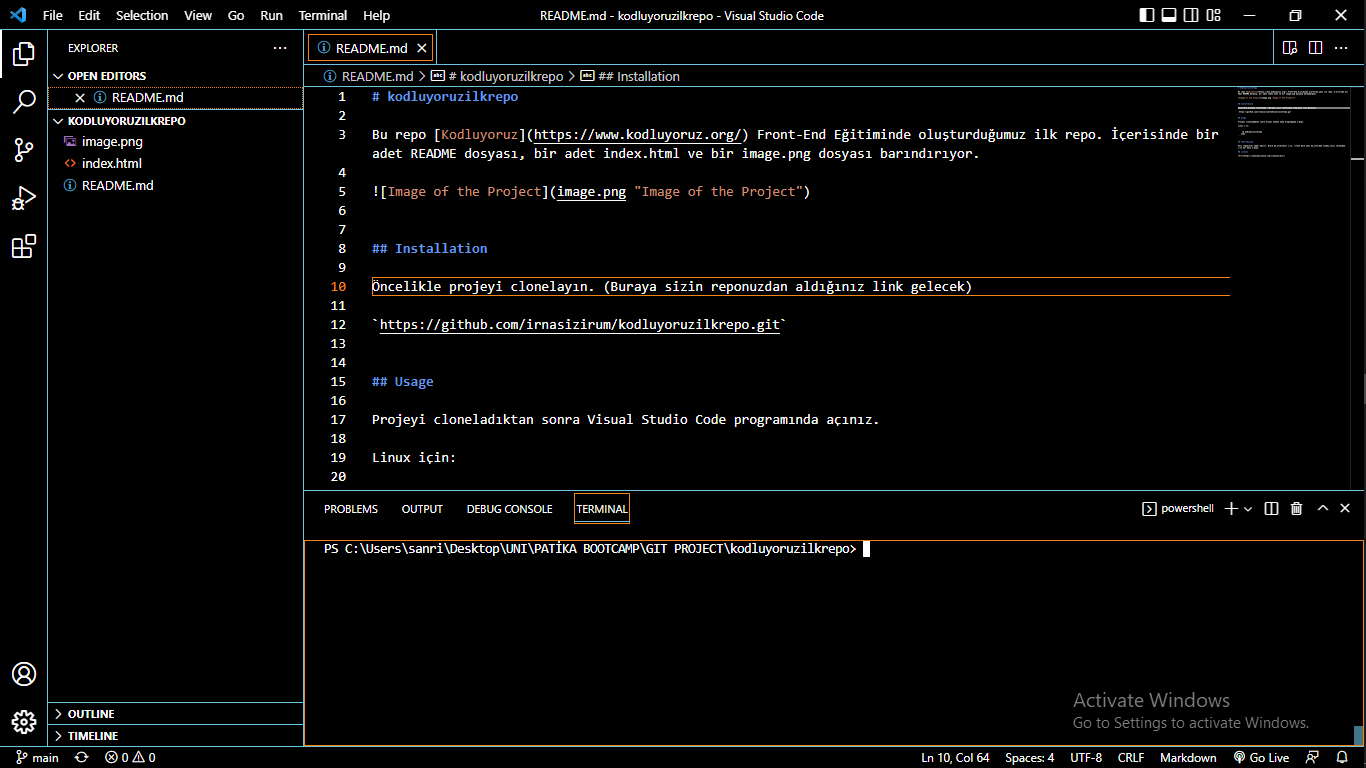 File Edit Selection View Go Run Terminal Help README.md - kodluyoruzilkrepo - Visual Studio Code
EXPLORER
OPEN EDITORS
README.md
KODLUYORUZILKREPO
image.png
index.html
README.md
OUTLINE
TIMELINE
README.md
README.md > # kodluyoruzilkrepo > ## Installation
1 # kodluyoruzilkrepo
2
3 Bu repo [Kodluyoruz](https://www.kodluyoruz.org/) Front-End Eğitiminde oluşturduğumuz ilk repo. İçerisinde bir
adet README dosyası, bir adet index.html ve bir image.png dosyası barındırıyor.
4
5 ![Image of the Project](image.png "Image of the Project")
6
7
8 ## Installation
9
10 Öncelikle projeyi clonelayın. (Buraya sizin reponuzdan aldığınız link gelecek)
11
12 `https://github.com/irnasizirum/kodluyoruzilkrepo.git`
13
14
15 ## Usage
16
17 Projeyi cloneladıktan sonra Visual Studio Code programında açınız.
18
19 Linux için:
20
PROBLEMS OUTPUT DEBUG CONSOLE TERMINAL powershell
PS C:\Users\sanri\Desktop\UNI\PATİKA BOOTCAMP\GIT PROJECT\kodluyoruzilkrepo>
Activate Windows
Go to Settings to activate Windows.
main 0 0 Ln 10, Col 64 Spaces: 4 UTF-8 CRLF Markdown Go Live